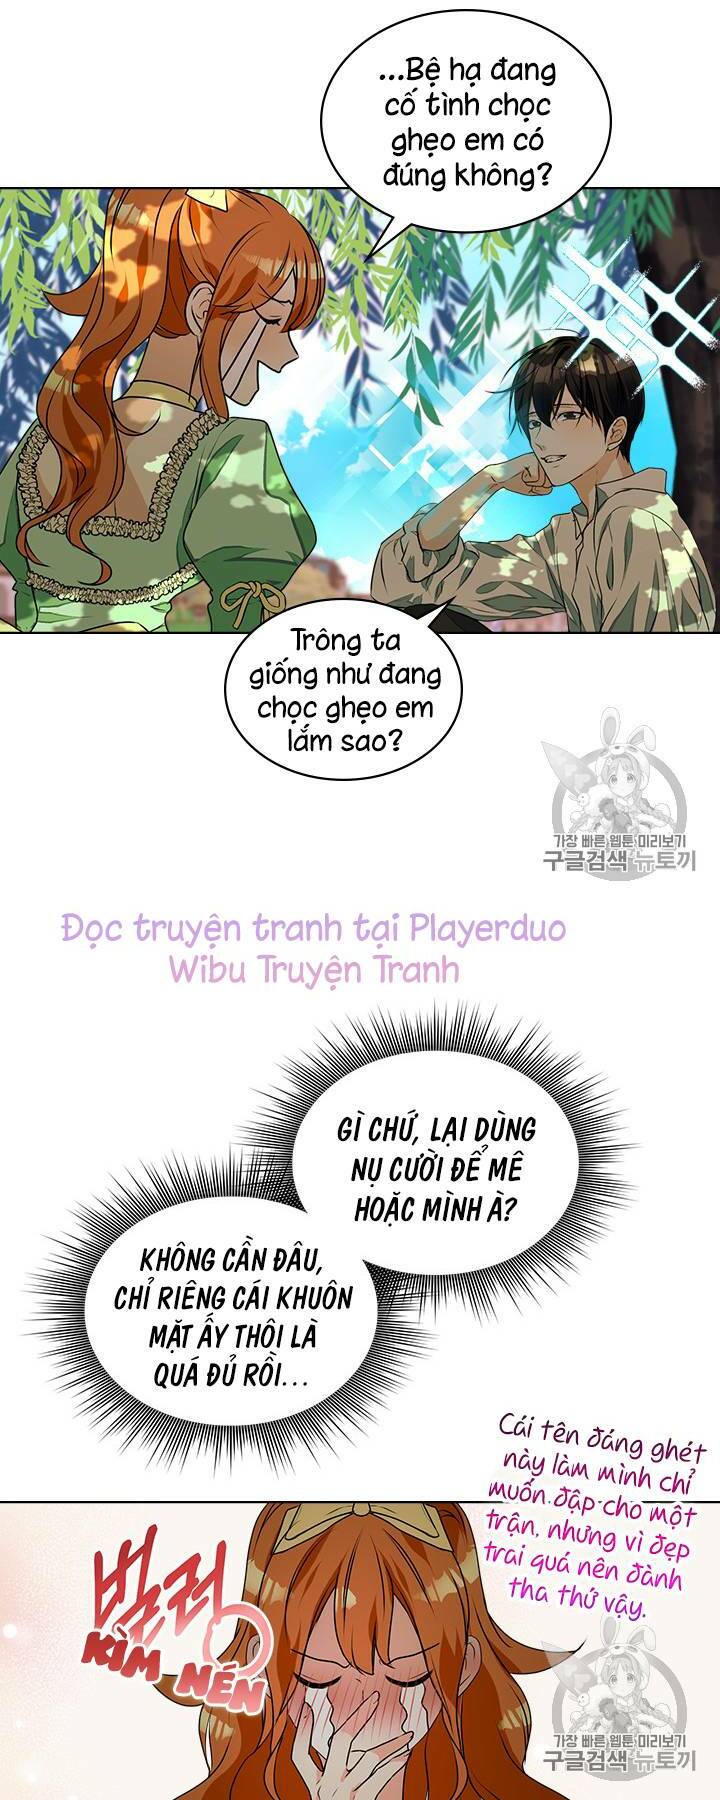 ...Bệ hạ đang
cố tình chọc
ghẹo em có
đúng không?
Trông ta
giống như đang
chọc ghẹo em
lắm sao?
가장 빠른 웹툰 미리보기
구글검색 뉴토끼
Đọc truyện tranh tại Playerduo
Wibu Truyện Tranh
GÌ CHỨ, LẠI DÙNG
NỤ CƯỜI ĐỂ MÊ
HOẶC MÌNH À?
KHÔNG CẦN ĐÂU,
CHỈ RIÊNG CÁI KHUÔN
MẶT ẤY THÔI LÀ
QUÁ ĐỦ RỒI...
Cái tên đáng ghét
này làm mình chỉ
muốn đập cho một
trận, nhưng vì đẹp
trai quá nên đành
tha thứ vậy.
벌렁
KÌM NÉN
가장 빠른 웹툰 미리보기
구글검색 뉴토끼